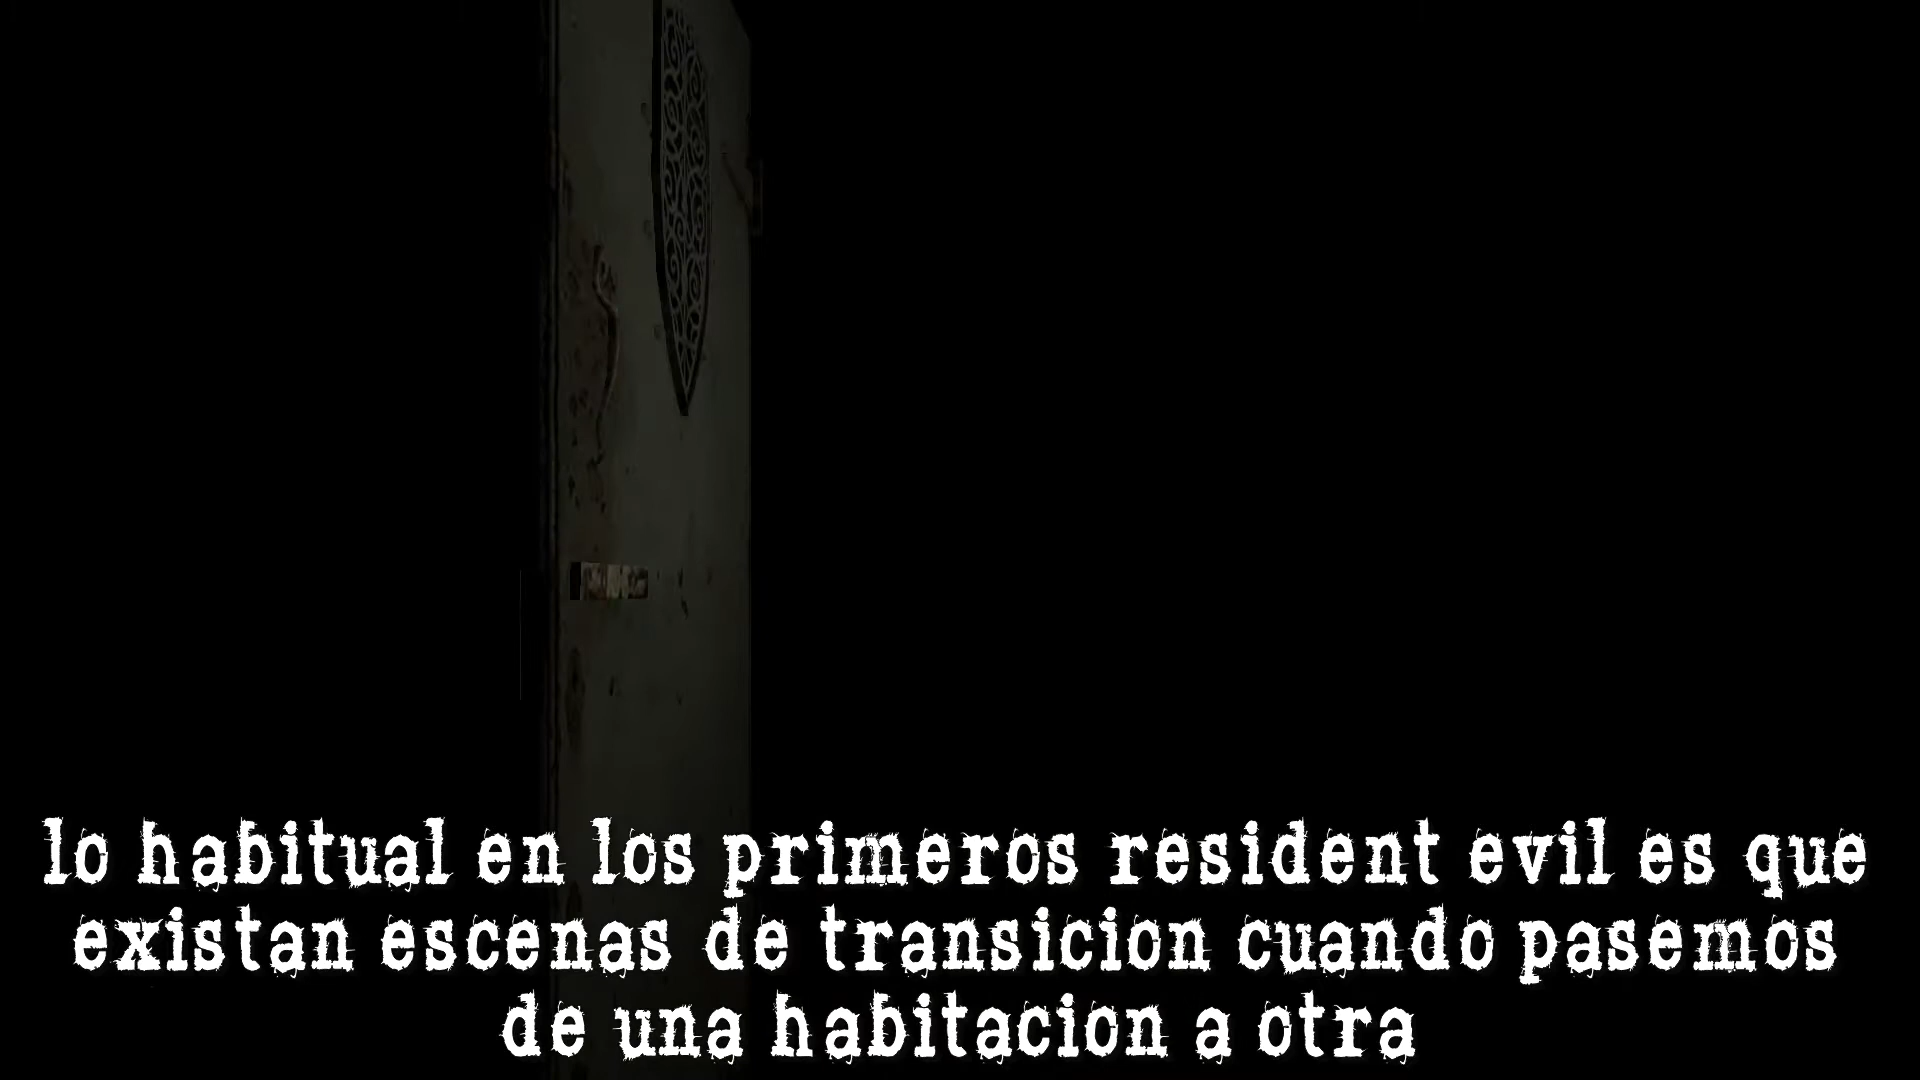 lo habitual en los primeros resident evil es que
existan escenas de transicion cuando pasemos
de una habitacion a otra